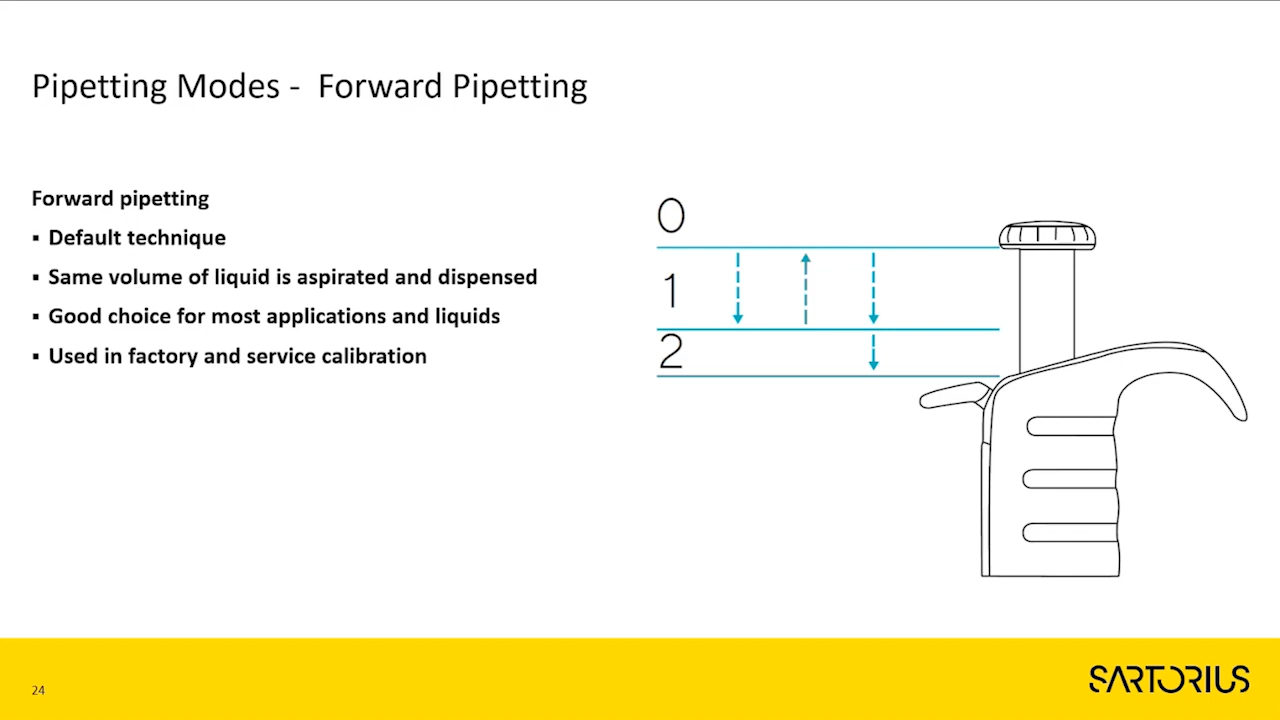 Pipetting Modes -  Forward Pipetting
Forward pipetting
▪ Default technique
▪ Same volume of liquid is aspirated and dispensed
▪ Good choice for most applications and liquids
▪ Used in factory and service calibration
0
1
2
24
SARTORIUS